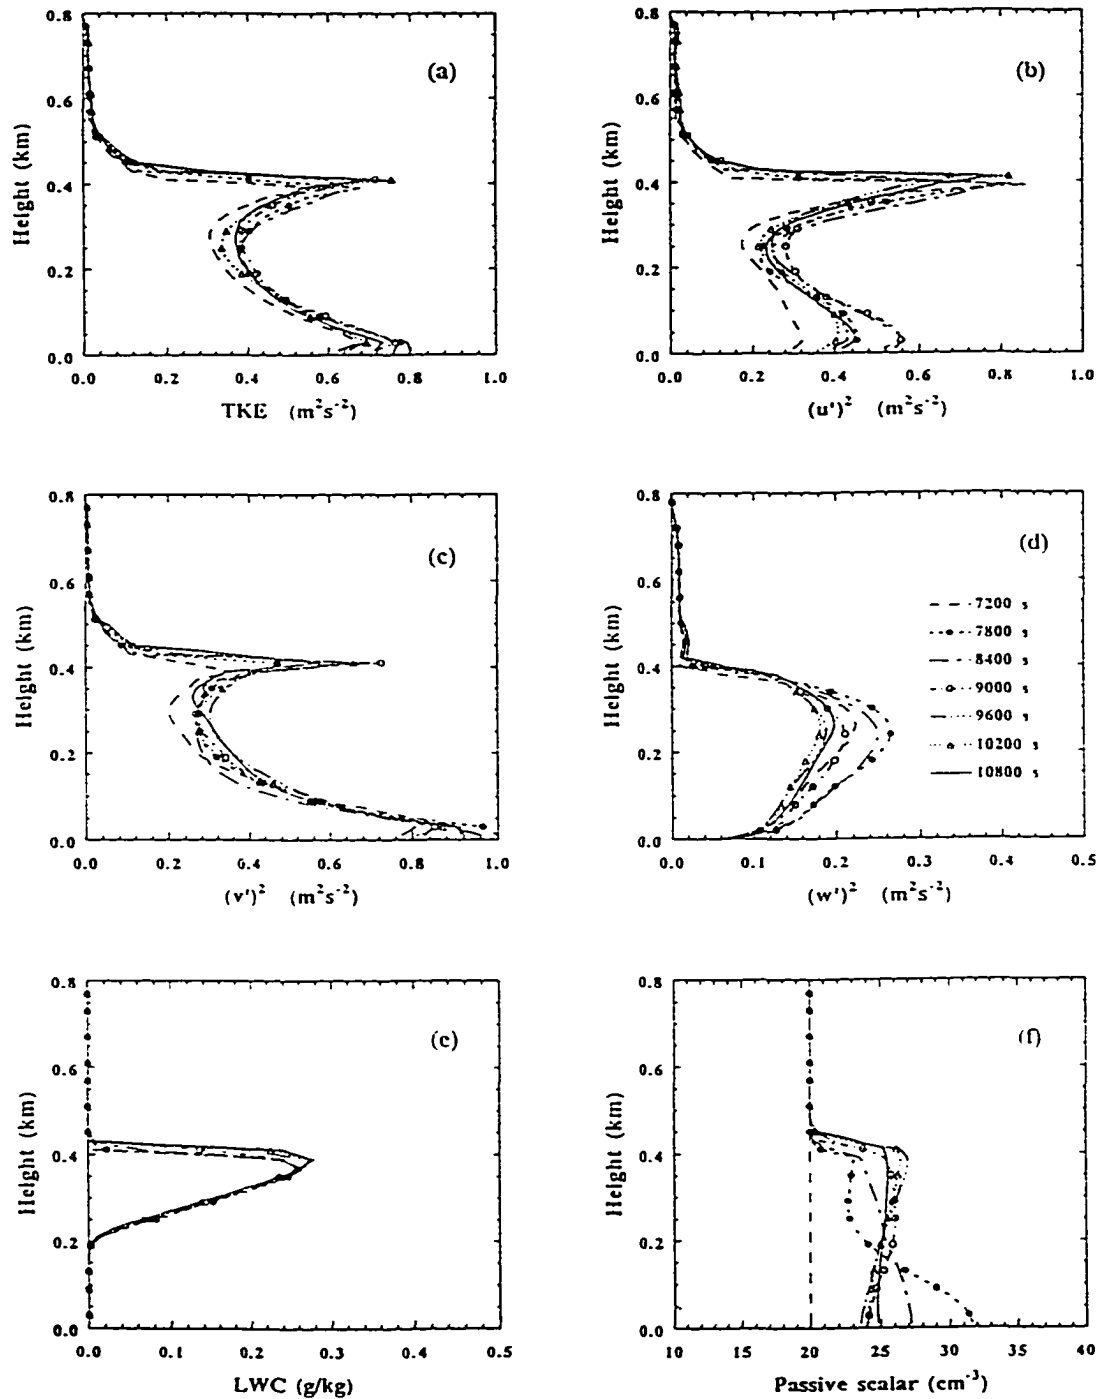 0.8 0.8
(a) (b)
0.6 0.6
Height (km) Height (km)
0.4 0.4
0.2 0.2
0.0 0.0
0.0 0.2 0.4 0.6 0.8 1.0 0.0 0.2 0.4 0.6 0.8 1.0
TKE (m²s⁻²) (u')² (m²s⁻²)
0.8 0.8
(c) (d)
0.6 0.6
7200 s
7800 s
8400 s
9000 s
9600 s
10200 s
10800 s
Height (km) Height (km)
0.4 0.4
0.2 0.2
0.0 0.0
0.0 0.2 0.4 0.6 0.8 1.0 0.0 0.1 0.2 0.3 0.4 0.5
(v')² (m²s⁻²) (w')² (m²s⁻²)
0.8 0.8
(e) (f)
0.6 0.6
Height (km) Height (km)
0.4 0.4
0.2 0.2
0.0 0.0
0.0 0.1 0.2 0.3 0.4 0.5 10 15 20 25 30 35 40
LWC (g/kg) Passive scalar (cm⁻³)